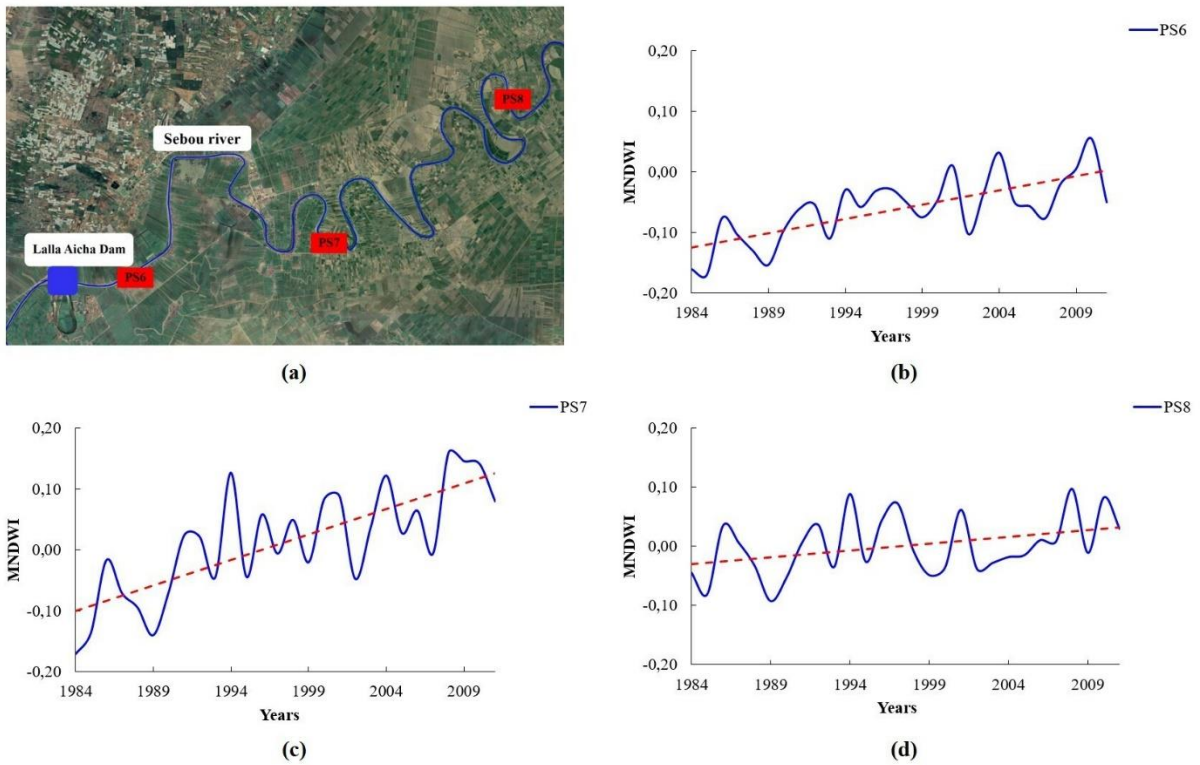 Sebou river
Lalla Aicha Dam
PS6
PS7
PS8
(a)
PS6
MNDWI
0,20
0,10
0,00
-0,10
-0,20
1984 1989 1994 1999 2004 2009
Years
(b)
PS7
MNDWI
0,20
0,10
0,00
-0,10
-0,20
1984 1989 1994 1999 2004 2009
Years
(c)
PS8
MNDWI
0,20
0,10
0,00
-0,10
-0,20
1984 1989 1994 1999 2004 2009
Years
(d)